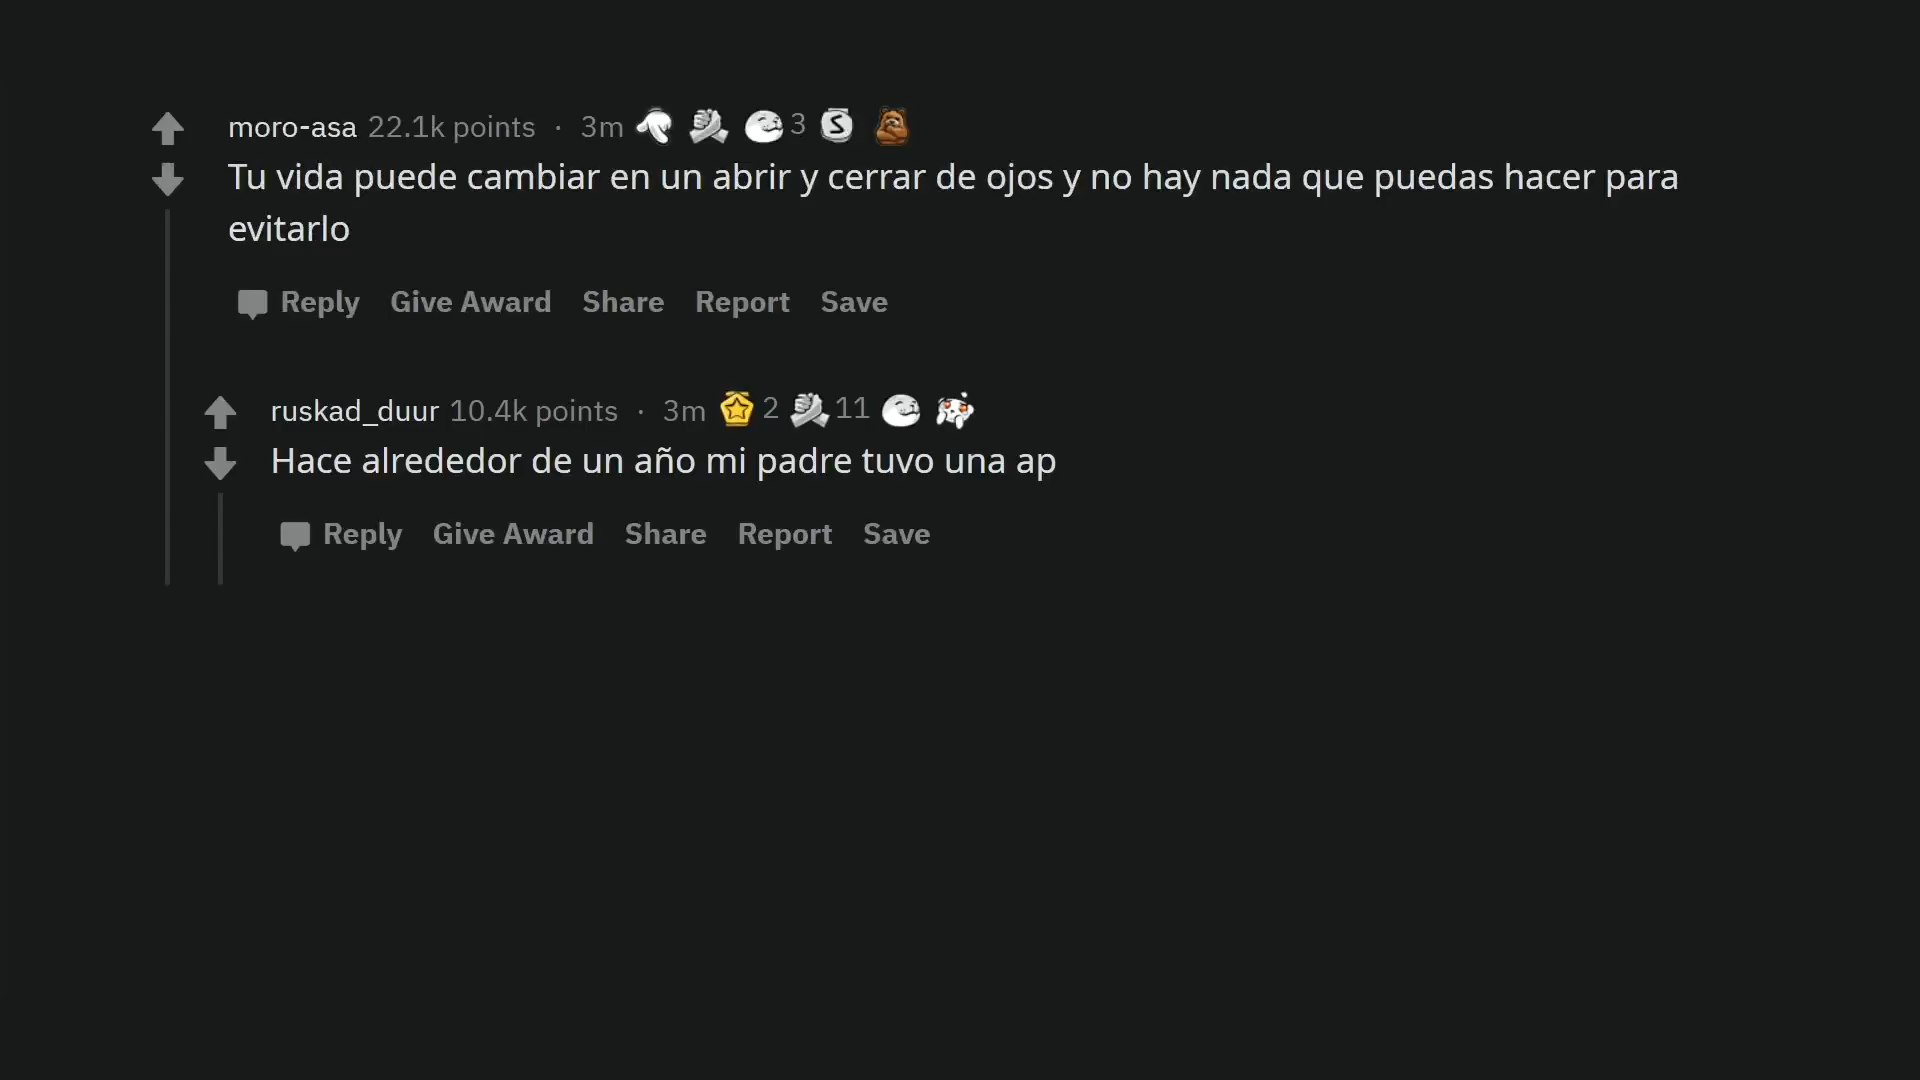 moro-asa 22.1k points · 3m 3
Tu vida puede cambiar en un abrir y cerrar de ojos y no hay nada que puedas hacer para
evitarlo
Reply Give Award Share Report Save
ruskad_duur 10.4k points · 3m 2 11
Hace alrededor de un año mi padre tuvo una ap
Reply Give Award Share Report Save